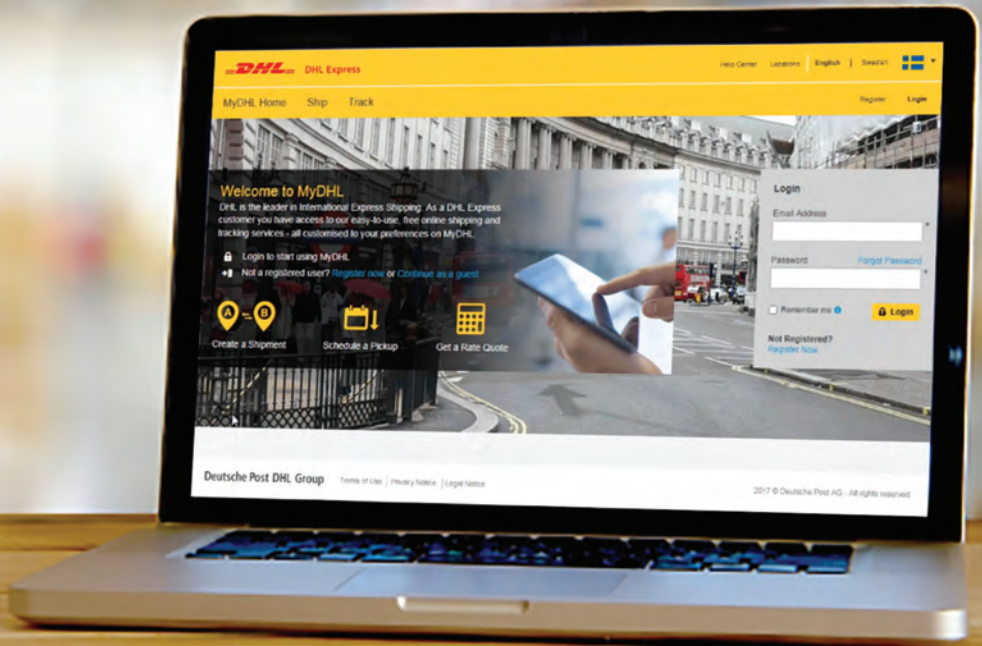 DHL DHL Express
Help Center Locations English | Swedish
MyDHL Home Ship Track
Register Login
Welcome to MyDHL
DHL is the leader in International Express Shipping. As a DHL Express
customer you have access to our easy-to-use, free online shipping and
tracking services - all customised to your preferences on MyDHL.
Login to start using MyDHL
Not a registered user? Register now or Continue as a guest
A B
Create a Shipment Schedule a Pickup Get a Rate Quote
Login
Email Address
*
Password Forgot Password
*
Remember me
Login
Not Registered?
Register Now
Deutsche Post DHL Group Terms of Use | Privacy Notice | Legal Notice
2017 © Deutsche Post AG - All rights reserved